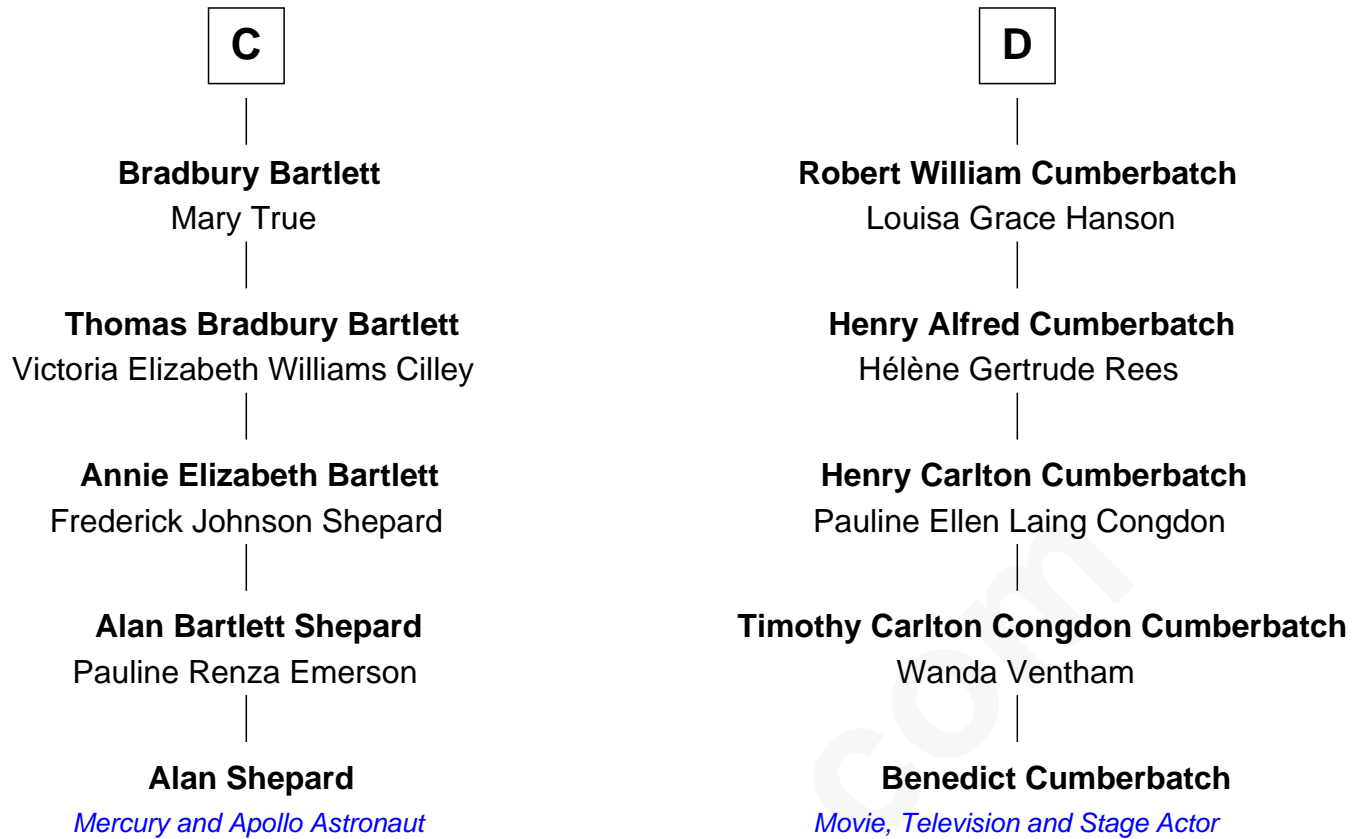 C
Bradbury Bartlett
Mary True
Thomas Bradbury Bartlett
Victoria Elizabeth Williams Cilley
Annie Elizabeth Bartlett
Frederick Johnson Shepard
Alan Bartlett Shepard
Pauline Renza Emerson
Alan Shepard
Mercury and Apollo Astronaut
D
Robert William Cumberbatch
Louisa Grace Hanson
Henry Alfred Cumberbatch
Hélène Gertrude Rees
Henry Carlton Cumberbatch
Pauline Ellen Laing Congdon
Timothy Carlton Congdon Cumberbatch
Wanda Ventham
Benedict Cumberbatch
Movie, Television and Stage Actor
com